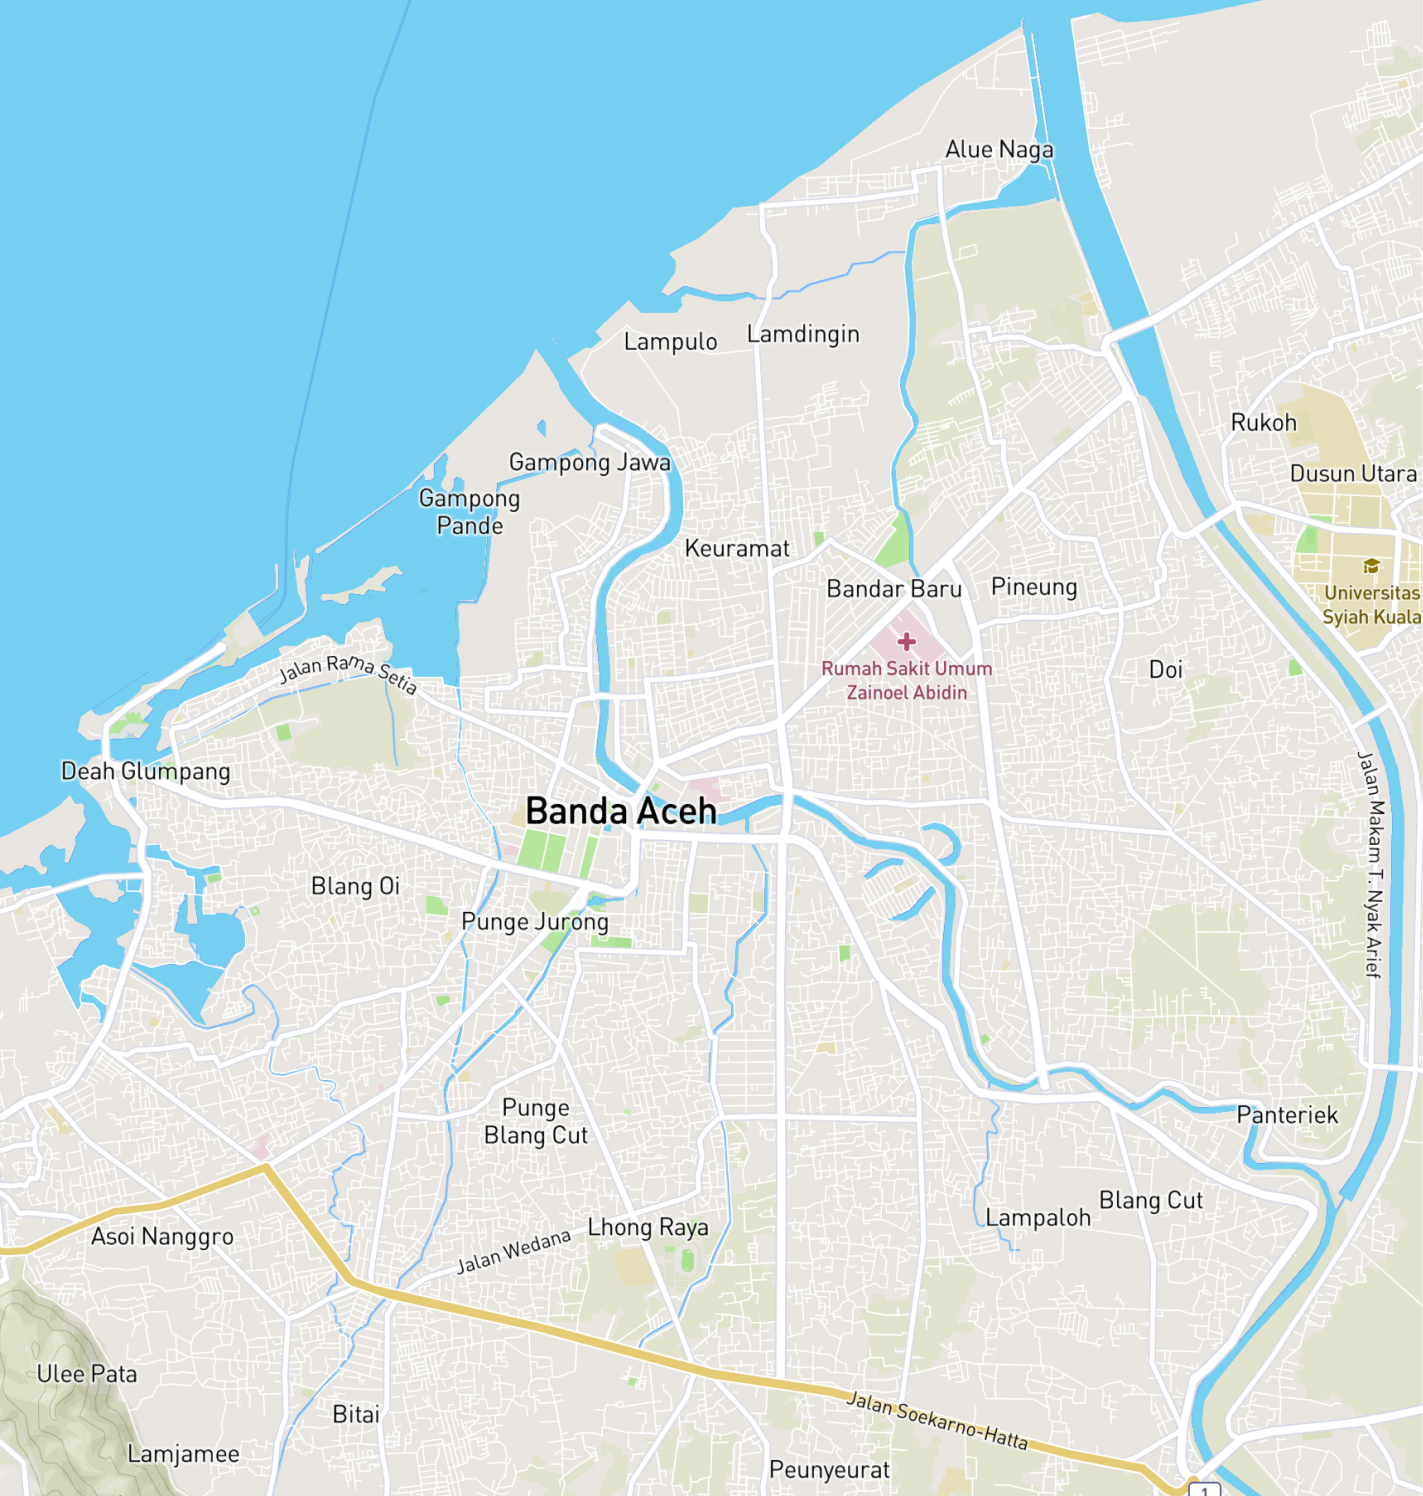 Alue Naga
Lampulo
Lamdingin
Rukoh
Gampong Jawa
Dusun Utara
Gampong
Pande
Keuramat
Bandar Baru
Pineung
Universitas
Syiah Kuala
Rumah Sakit Umum
Zainoel Abidin
Doi
Jalan Rama Setia
Deah Glumpang
Banda Aceh
Jalan Makam T. Nyak Arief
Blang Oi
Punge Jurong
Punge
Blang Cut
Panteriek
Blang Cut
Lampaloh
Lhong Raya
Asoi Nanggro
Jalan Wedana
Ulee Pata
Bitai
Jalan Soekarno-Hatta
Lamjamee
Peunyeurat
1